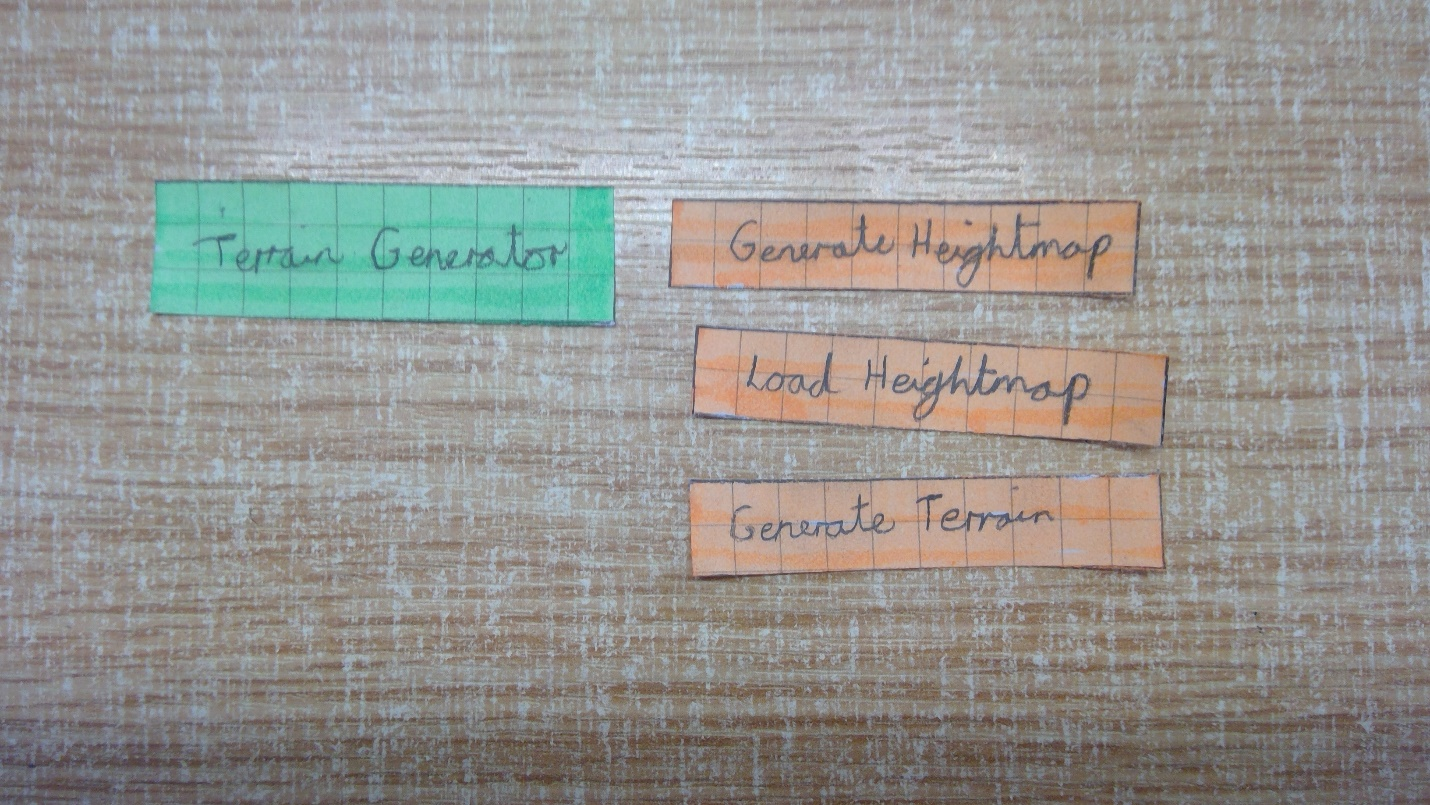 Terrain Generator
Generate Heightmap
Load Heightmap
Generate Terrain